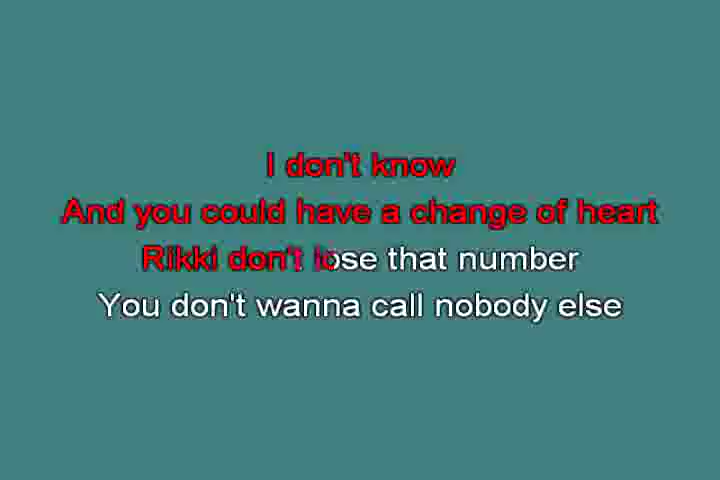 I don't know
And you could have a change of heart
Rikki don't lose that number
You don't wanna call nobody else